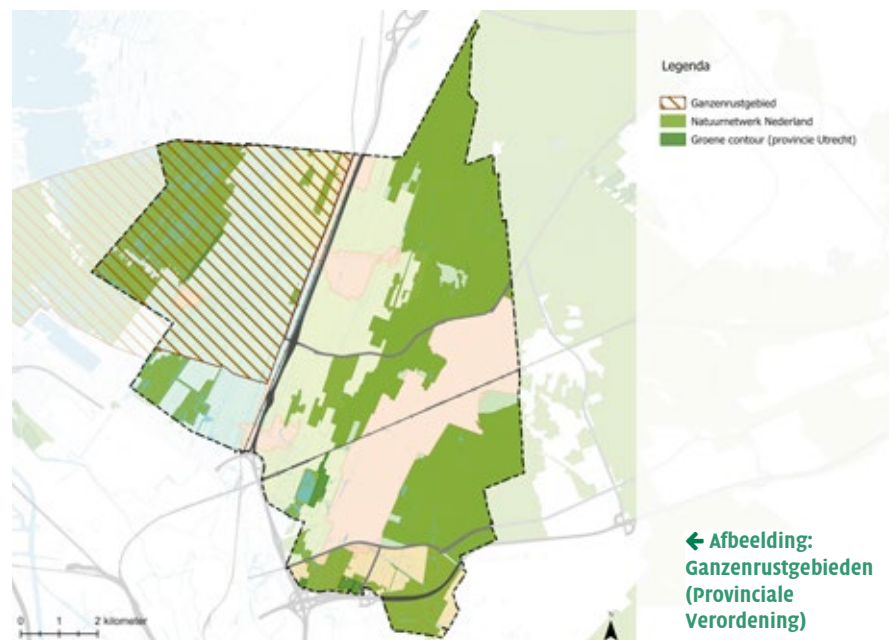 Legenda
Ganzenrustgebied
Natuurnetwerk Nederland
Groene contour (provincie Utrecht)
← Afbeelding:
Ganzenrustgebieden
(Provinciale
Verordening)
0 1 2 kilometer